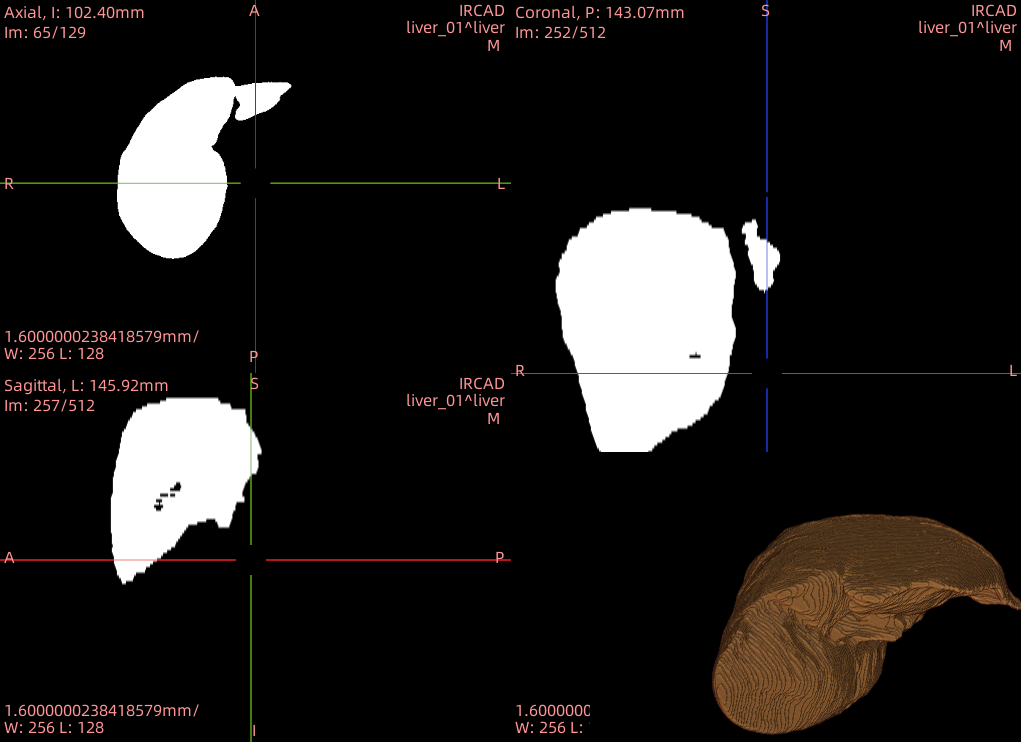 Axial, I: 102.40mm
Im: 65/129
A
IRCAD
liver_01^liver
M
R
L
1.6000000238418579mm/
W: 256 L: 128
P
Coronal, P: 143.07mm
Im: 252/512
S
IRCAD
liver_01^liver
M
R
L
Sagittal, L: 145.92mm
Im: 257/512
S
IRCAD
liver_01^liver
M
A
P
1.6000000238418579mm/
W: 256 L: 128
I
1.6000000
W: 256 L: